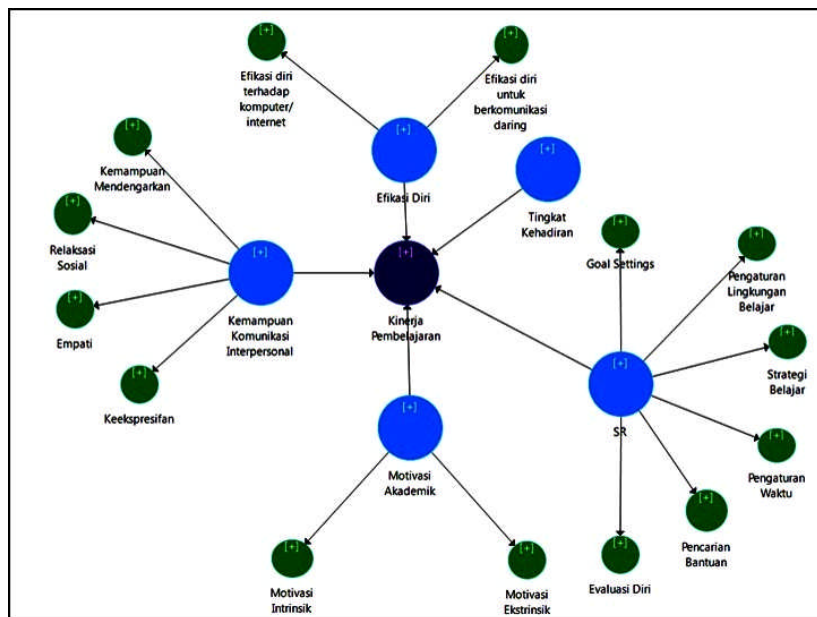 [+]
Efikasi diri
terhadap
komputer/
internet
[+]
Efikasi diri
untuk
berkomunikasi
daring
[+]
Efikasi Diri
[+]
Tingkat
Kehadiran
[+]
Kemampuan
Mendengarkan
[+]
Relaksasi
Sosial
[+]
Empati
[+]
Keekspresifan
[+]
Kemampuan
Komunikasi
Interpersonal
[+]
Kinerja
Pembelajaran
[+]
Goal Settings
[+]
Pengaturan
Lingkungan
Belajar
[+]
Strategi
Belajar
[+]
SR
[+]
Pengaturan
Waktu
[+]
Pencarian
Bantuan
[+]
Evaluasi Diri
[+]
Motivasi
Akademik
[+]
Motivasi
Intrinsik
[+]
Motivasi
Ekstrinsik